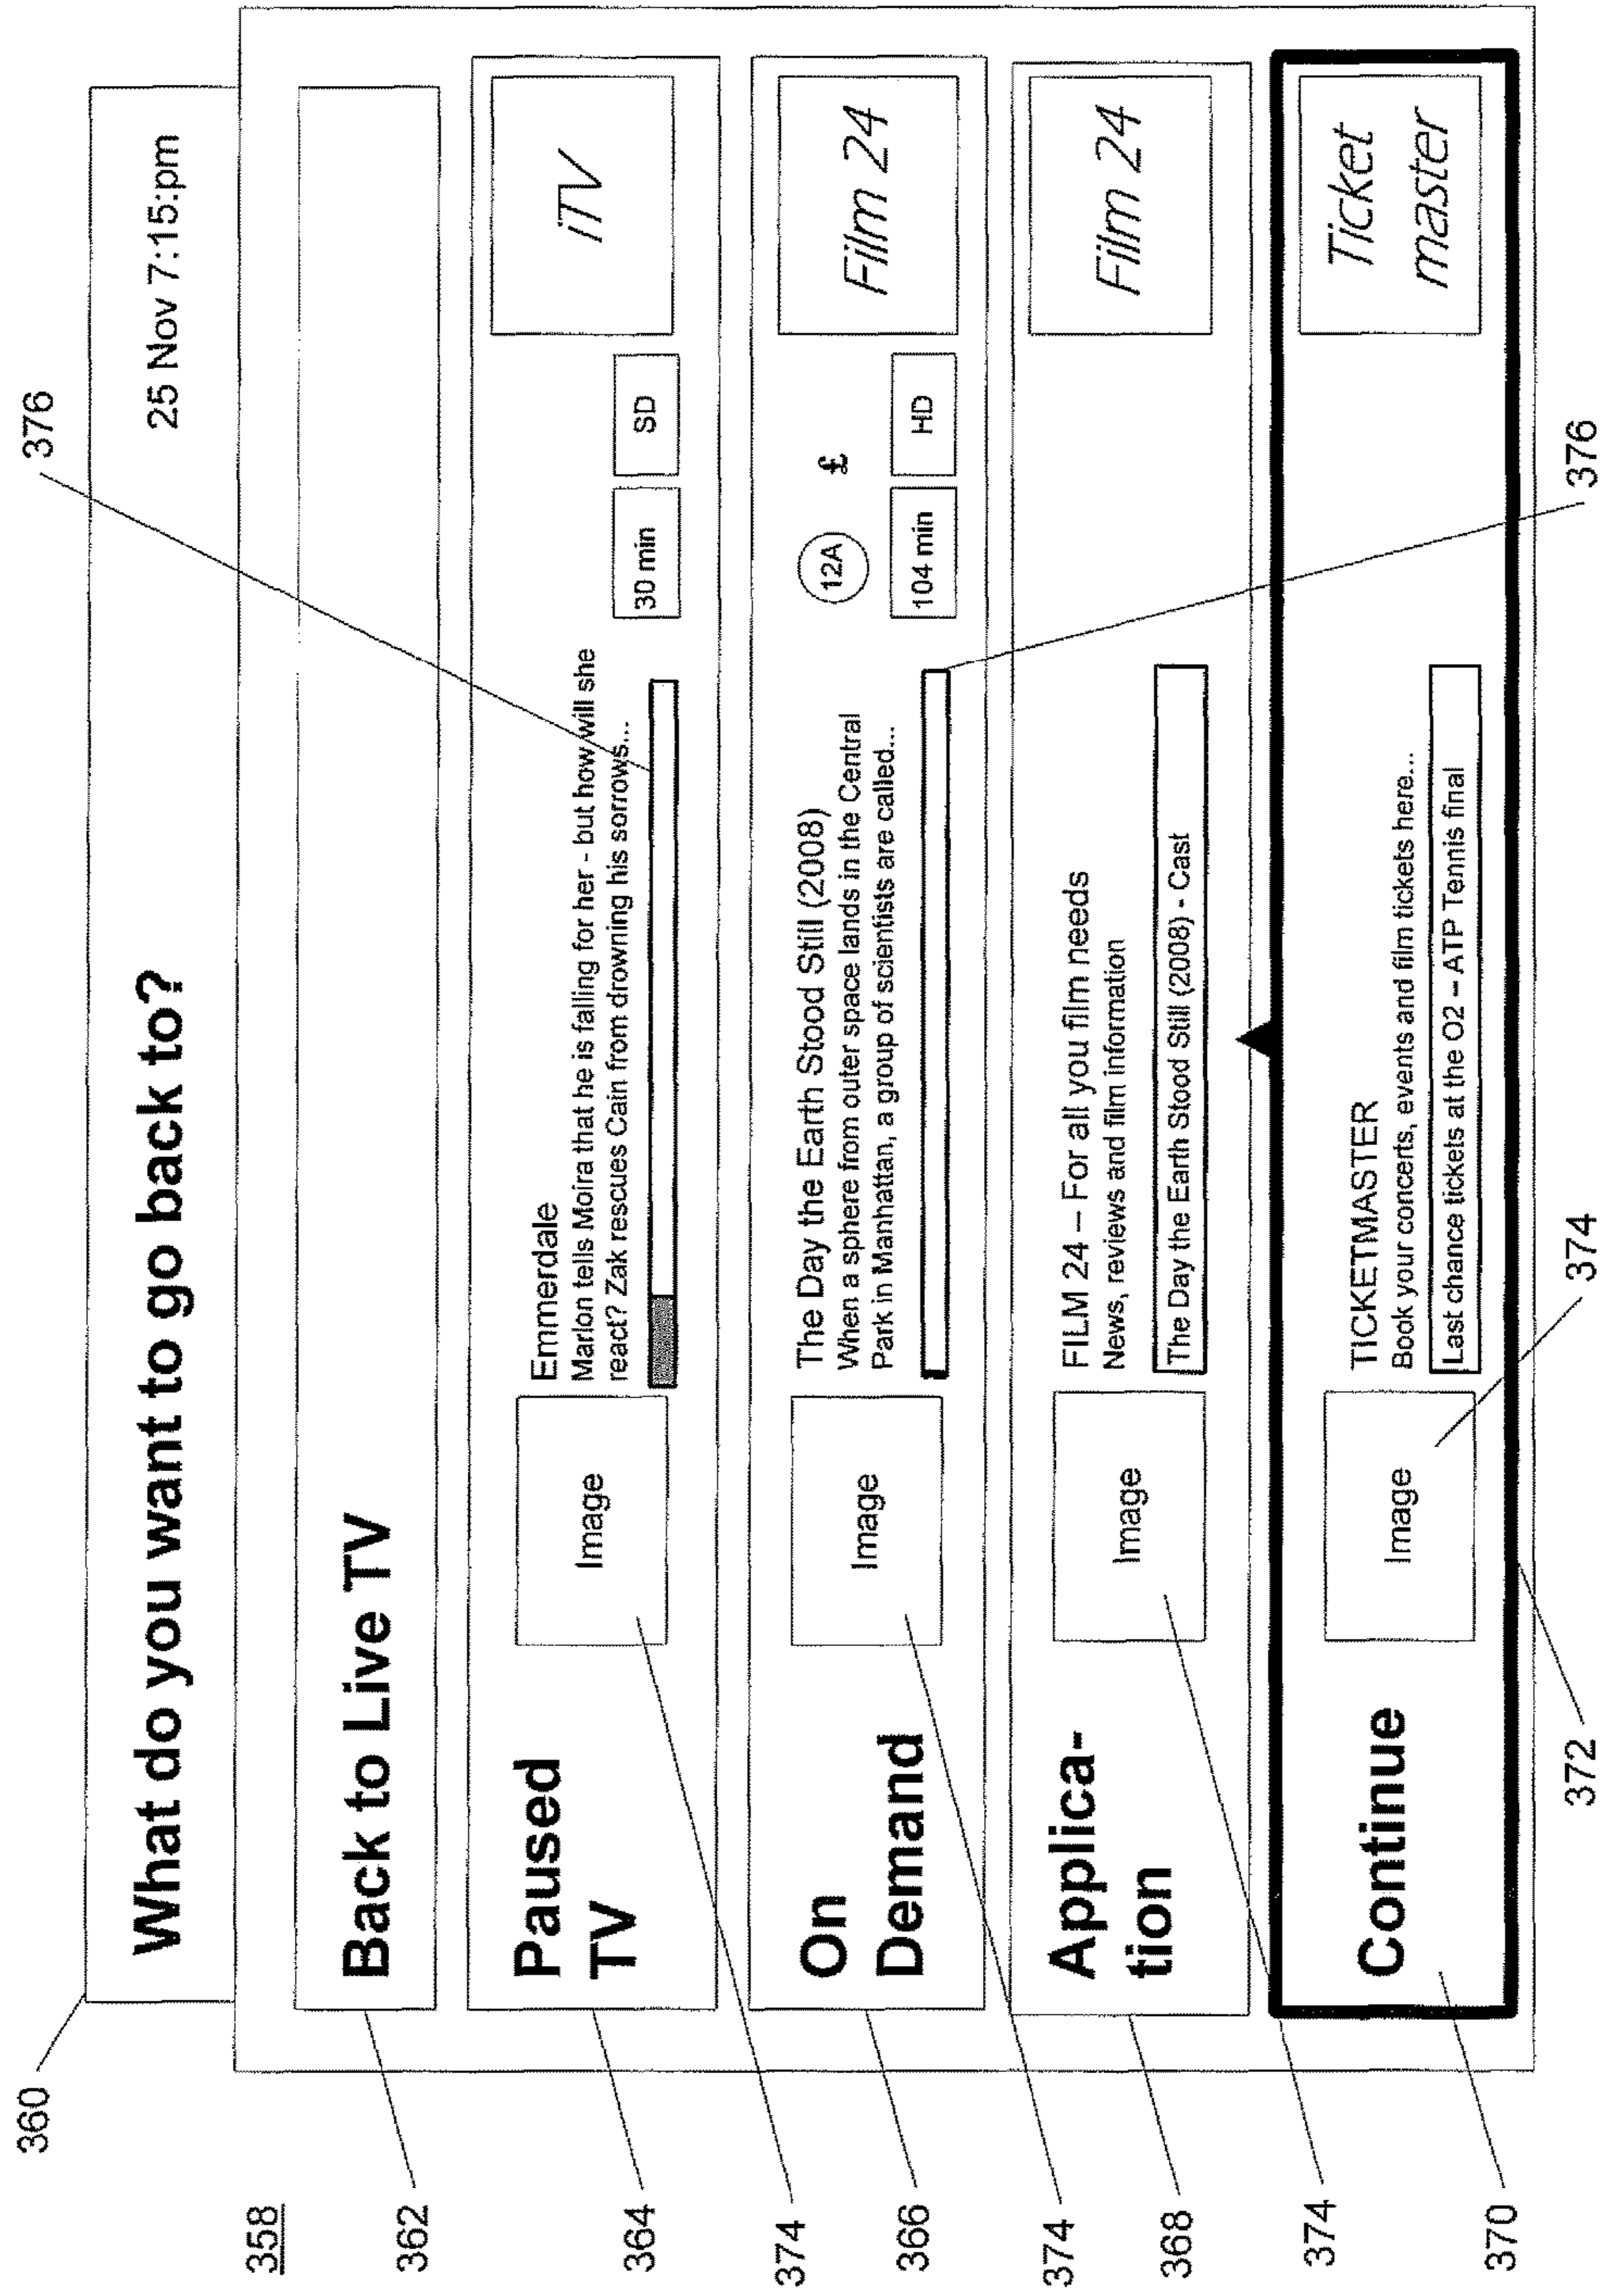 358
360
What do you want to go back to?
25 Nov 7:15:pm
376
362
Back to Live TV
364
Paused
TV
Image
Emmerdale
Marlon tells Moira that he is falling for her - but how will she
react? Zak rescues Cain from drowning his sorrows...
30 min
SD
iTV
374
366
On
Demand
Image
The Day the Earth Stood Still (2008)
When a sphere from outer space lands in the Central
Park in Manhattan, a group of scientists are called...
12A
£
104 min
HD
Film 24
374
368
Applica-
tion
Image
FILM 24 – For all you film needs
News, reviews and film information
The Day the Earth Stood Still (2008) - Cast
Film 24
374
370
Continue
Image
TICKETMASTER
Book your concerts, events and film tickets here...
Last chance tickets at the O2 – ATP Tennis final
Ticket
master
372
374
376